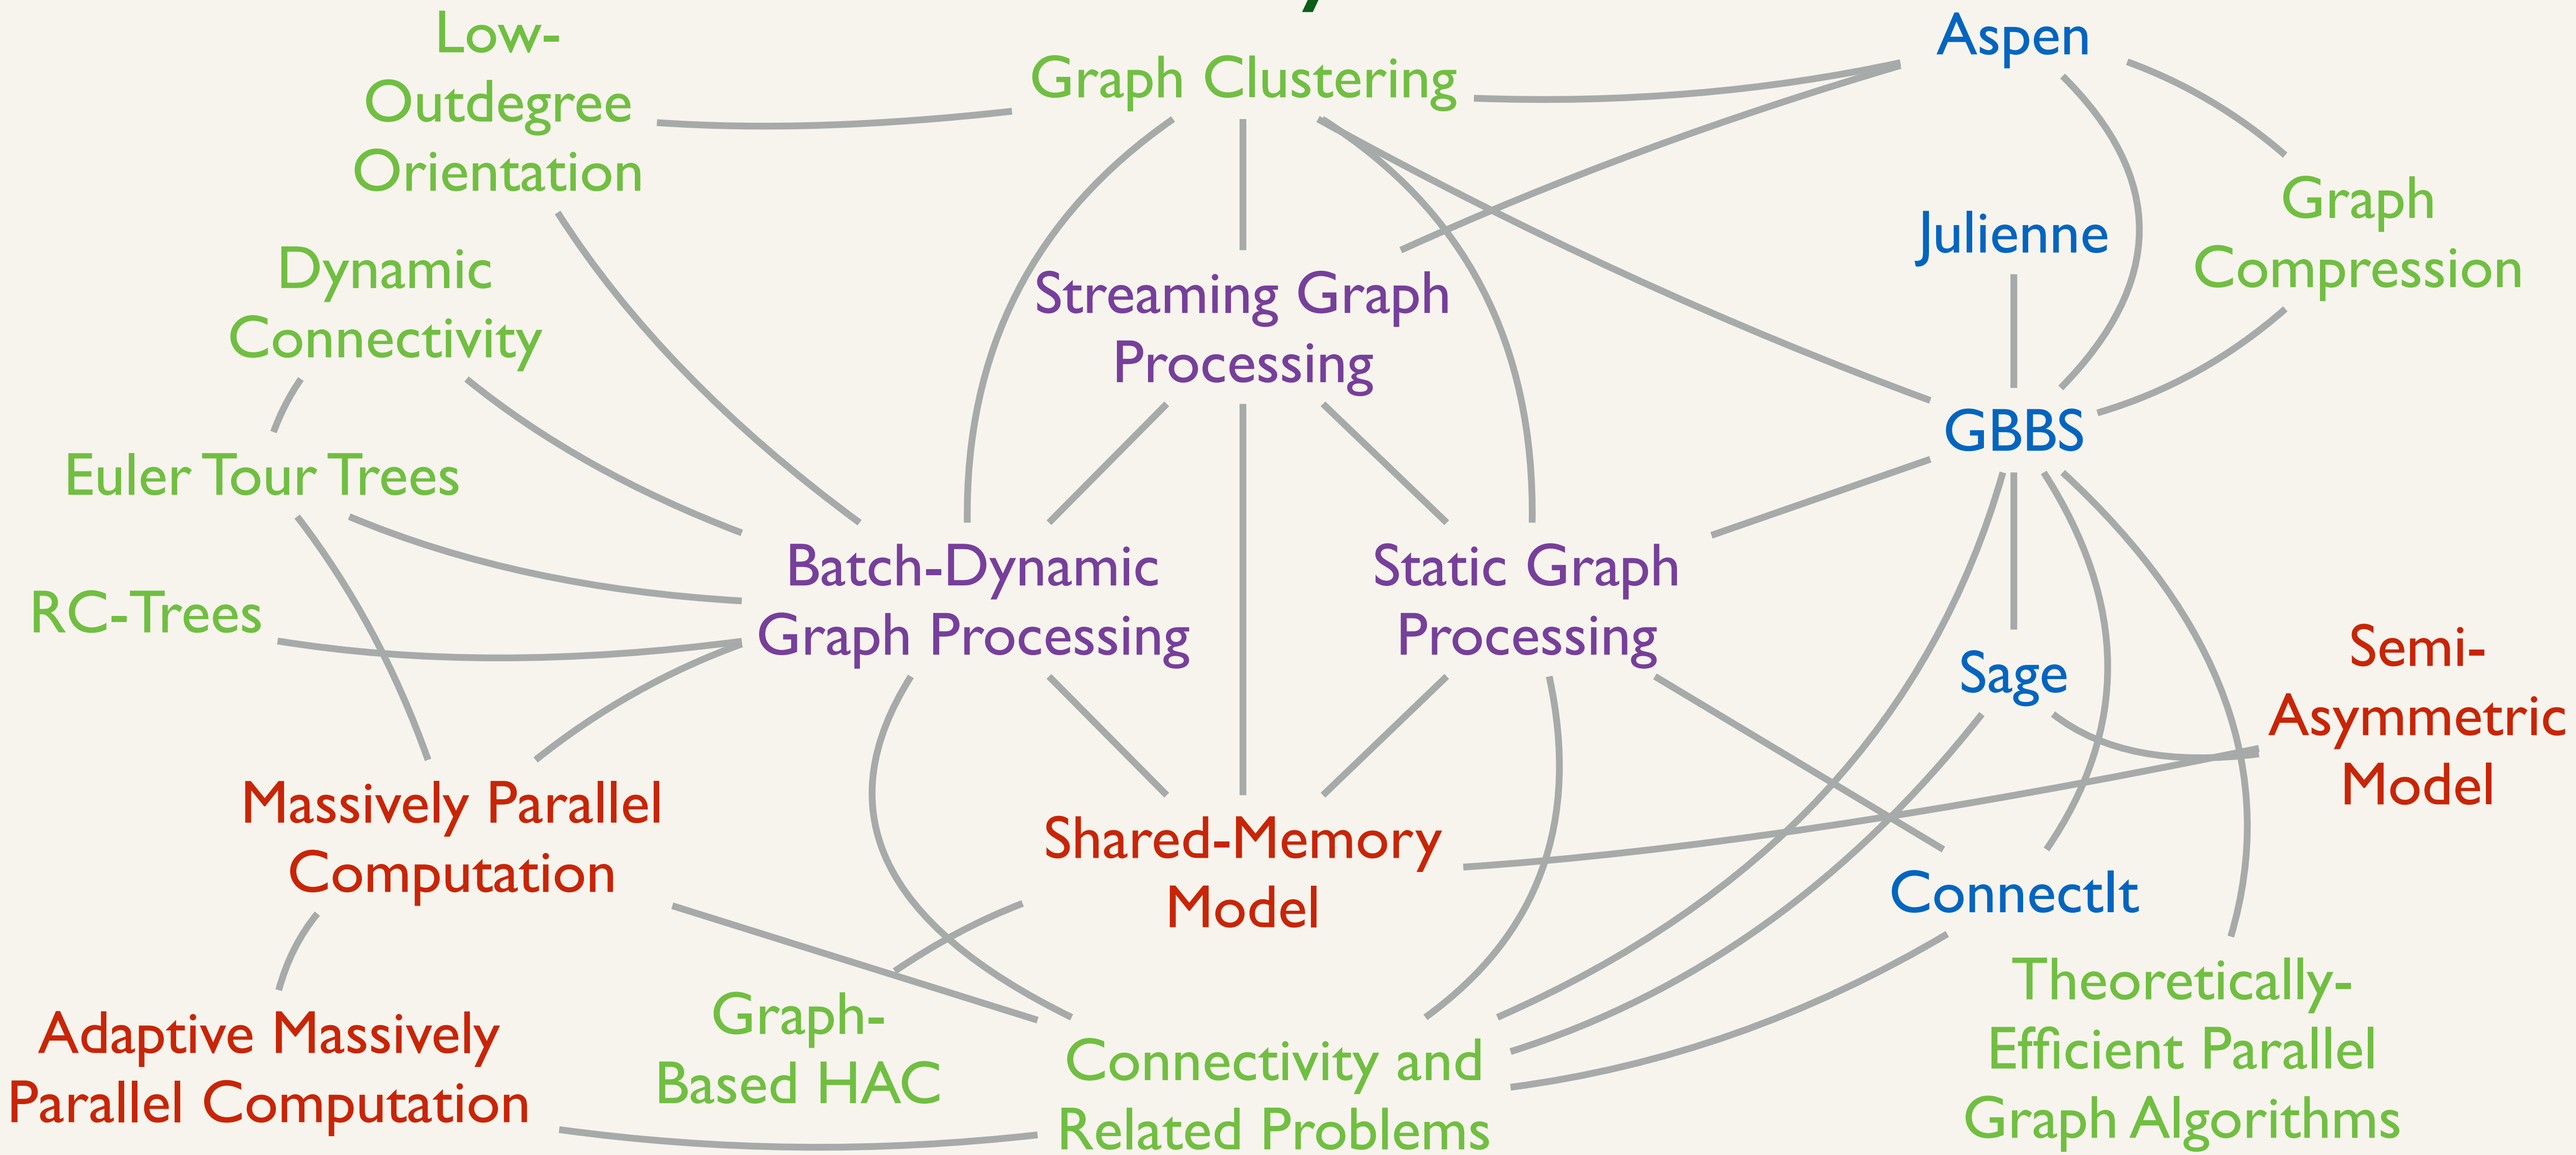 Low-
Outdegree
Orientation
Graph Clustering
Aspen
Graph
Compression
Julienne
Dynamic
Connectivity
Streaming Graph
Processing
GBBS
Euler Tour Trees
RC-Trees
Batch-Dynamic
Graph Processing
Static Graph
Processing
Sage
Semi-
Asymmetric
Model
Massively Parallel
Computation
Shared-Memory
Model
ConnectIt
Adaptive Massively
Parallel Computation
Graph-
Based HAC
Connectivity and
Related Problems
Theoretically-
Efficient Parallel
Graph Algorithms